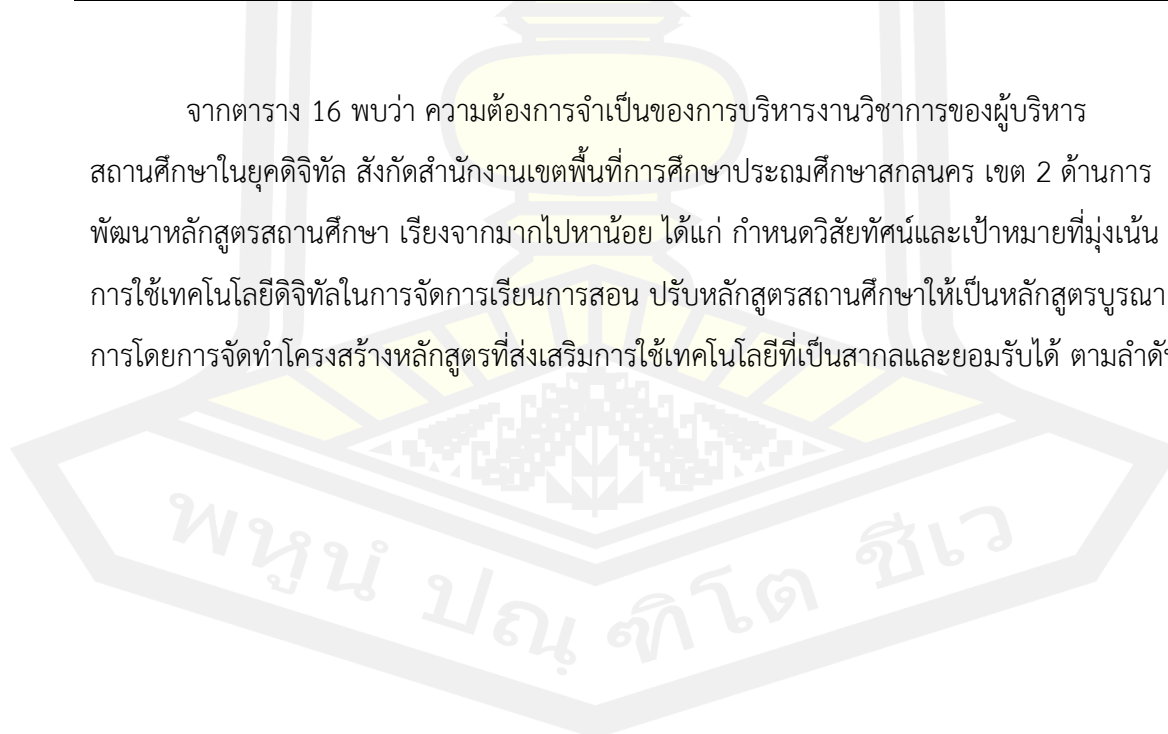 จากตาราง 16 พบว่า ความต้องการจำเป็นของการบริหารงานวิชาการของผู้บริหาร
สถานศึกษาในยุคดิจิทัล สังกัดสำนักงานเขตพื้นที่การศึกษาประถมศึกษาสกลนคร เขต 2 ด้านการ
พัฒนาหลักสูตรสถานศึกษา เรียงจากมากไปหาน้อย ได้แก่ กำหนดวิสัยทัศน์และเป้าหมายที่มุ่งเน้น
การใช้เทคโนโลยีดิจิทัลในการจัดการเรียนการสอน ปรับหลักสูตรสถานศึกษาให้เป็นหลักสูตรบูรณา
การโดยการจัดทำโครงสร้างหลักสูตรที่ส่งเสริมการใช้เทคโนโลยีที่เป็นสากลและยอมรับได้ ตามลำดับ
พหูนํ ปณฺฑิโต ชีเว